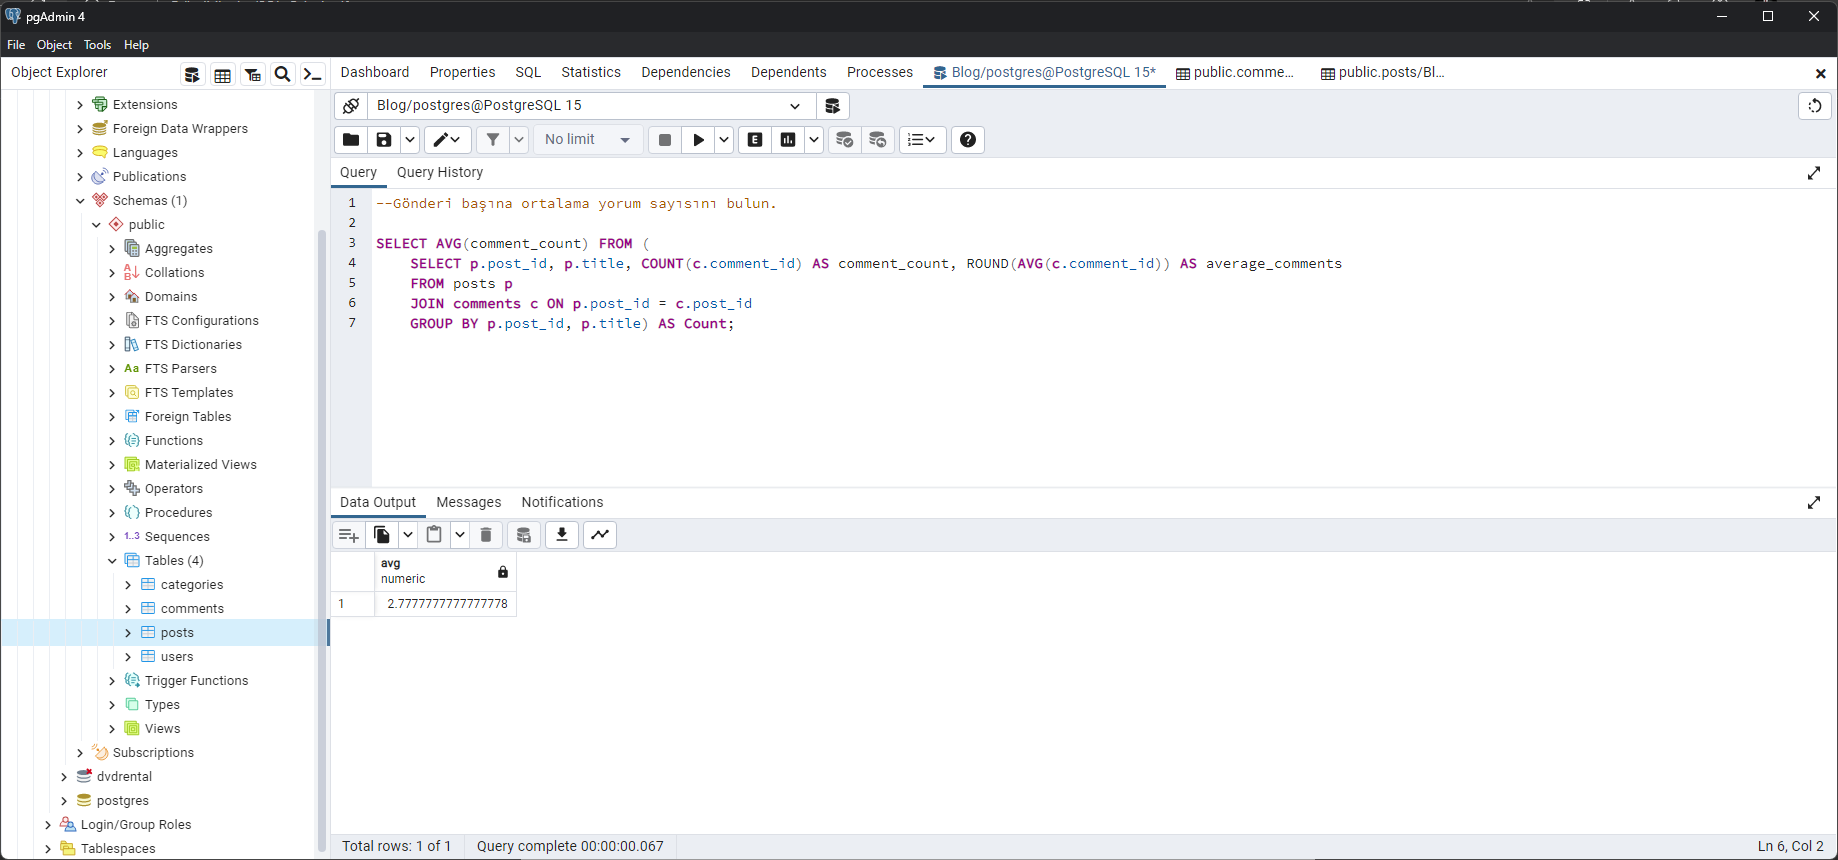 pgAdmin 4
File Object Tools Help
Object Explorer
Dashboard Properties SQL Statistics Dependencies Dependents Processes Blog/postgres@PostgreSQL 15* public.comme... public.posts/Bl...
Blog/postgres@PostgreSQL 15
No limit
E
Query Query History
1 --Gönderi başına ortalama yorum sayısını bulun.
2
3 SELECT AVG(comment_count) FROM (
4 SELECT p.post_id, p.title, COUNT(c.comment_id) AS comment_count, ROUND(AVG(c.comment_id)) AS average_comments
5 FROM posts p
6 JOIN comments c ON p.post_id = c.post_id
7 GROUP BY p.post_id, p.title) AS Count;
Extensions
Foreign Data Wrappers
Languages
Publications
Schemas (1)
public
Aggregates
Collations
Domains
FTS Configurations
FTS Dictionaries
Aa FTS Parsers
FTS Templates
Foreign Tables
Functions
Materialized Views
Operators
Procedures
1..3 Sequences
Tables (4)
categories
comments
posts
users
Trigger Functions
Types
Views
Subscriptions
dvdrental
postgres
Login/Group Roles
Tablespaces
Data Output Messages Notifications
avg
numeric
1 2.7777777777777778
Total rows: 1 of 1 Query complete 00:00:00.067 Ln 6, Col 2